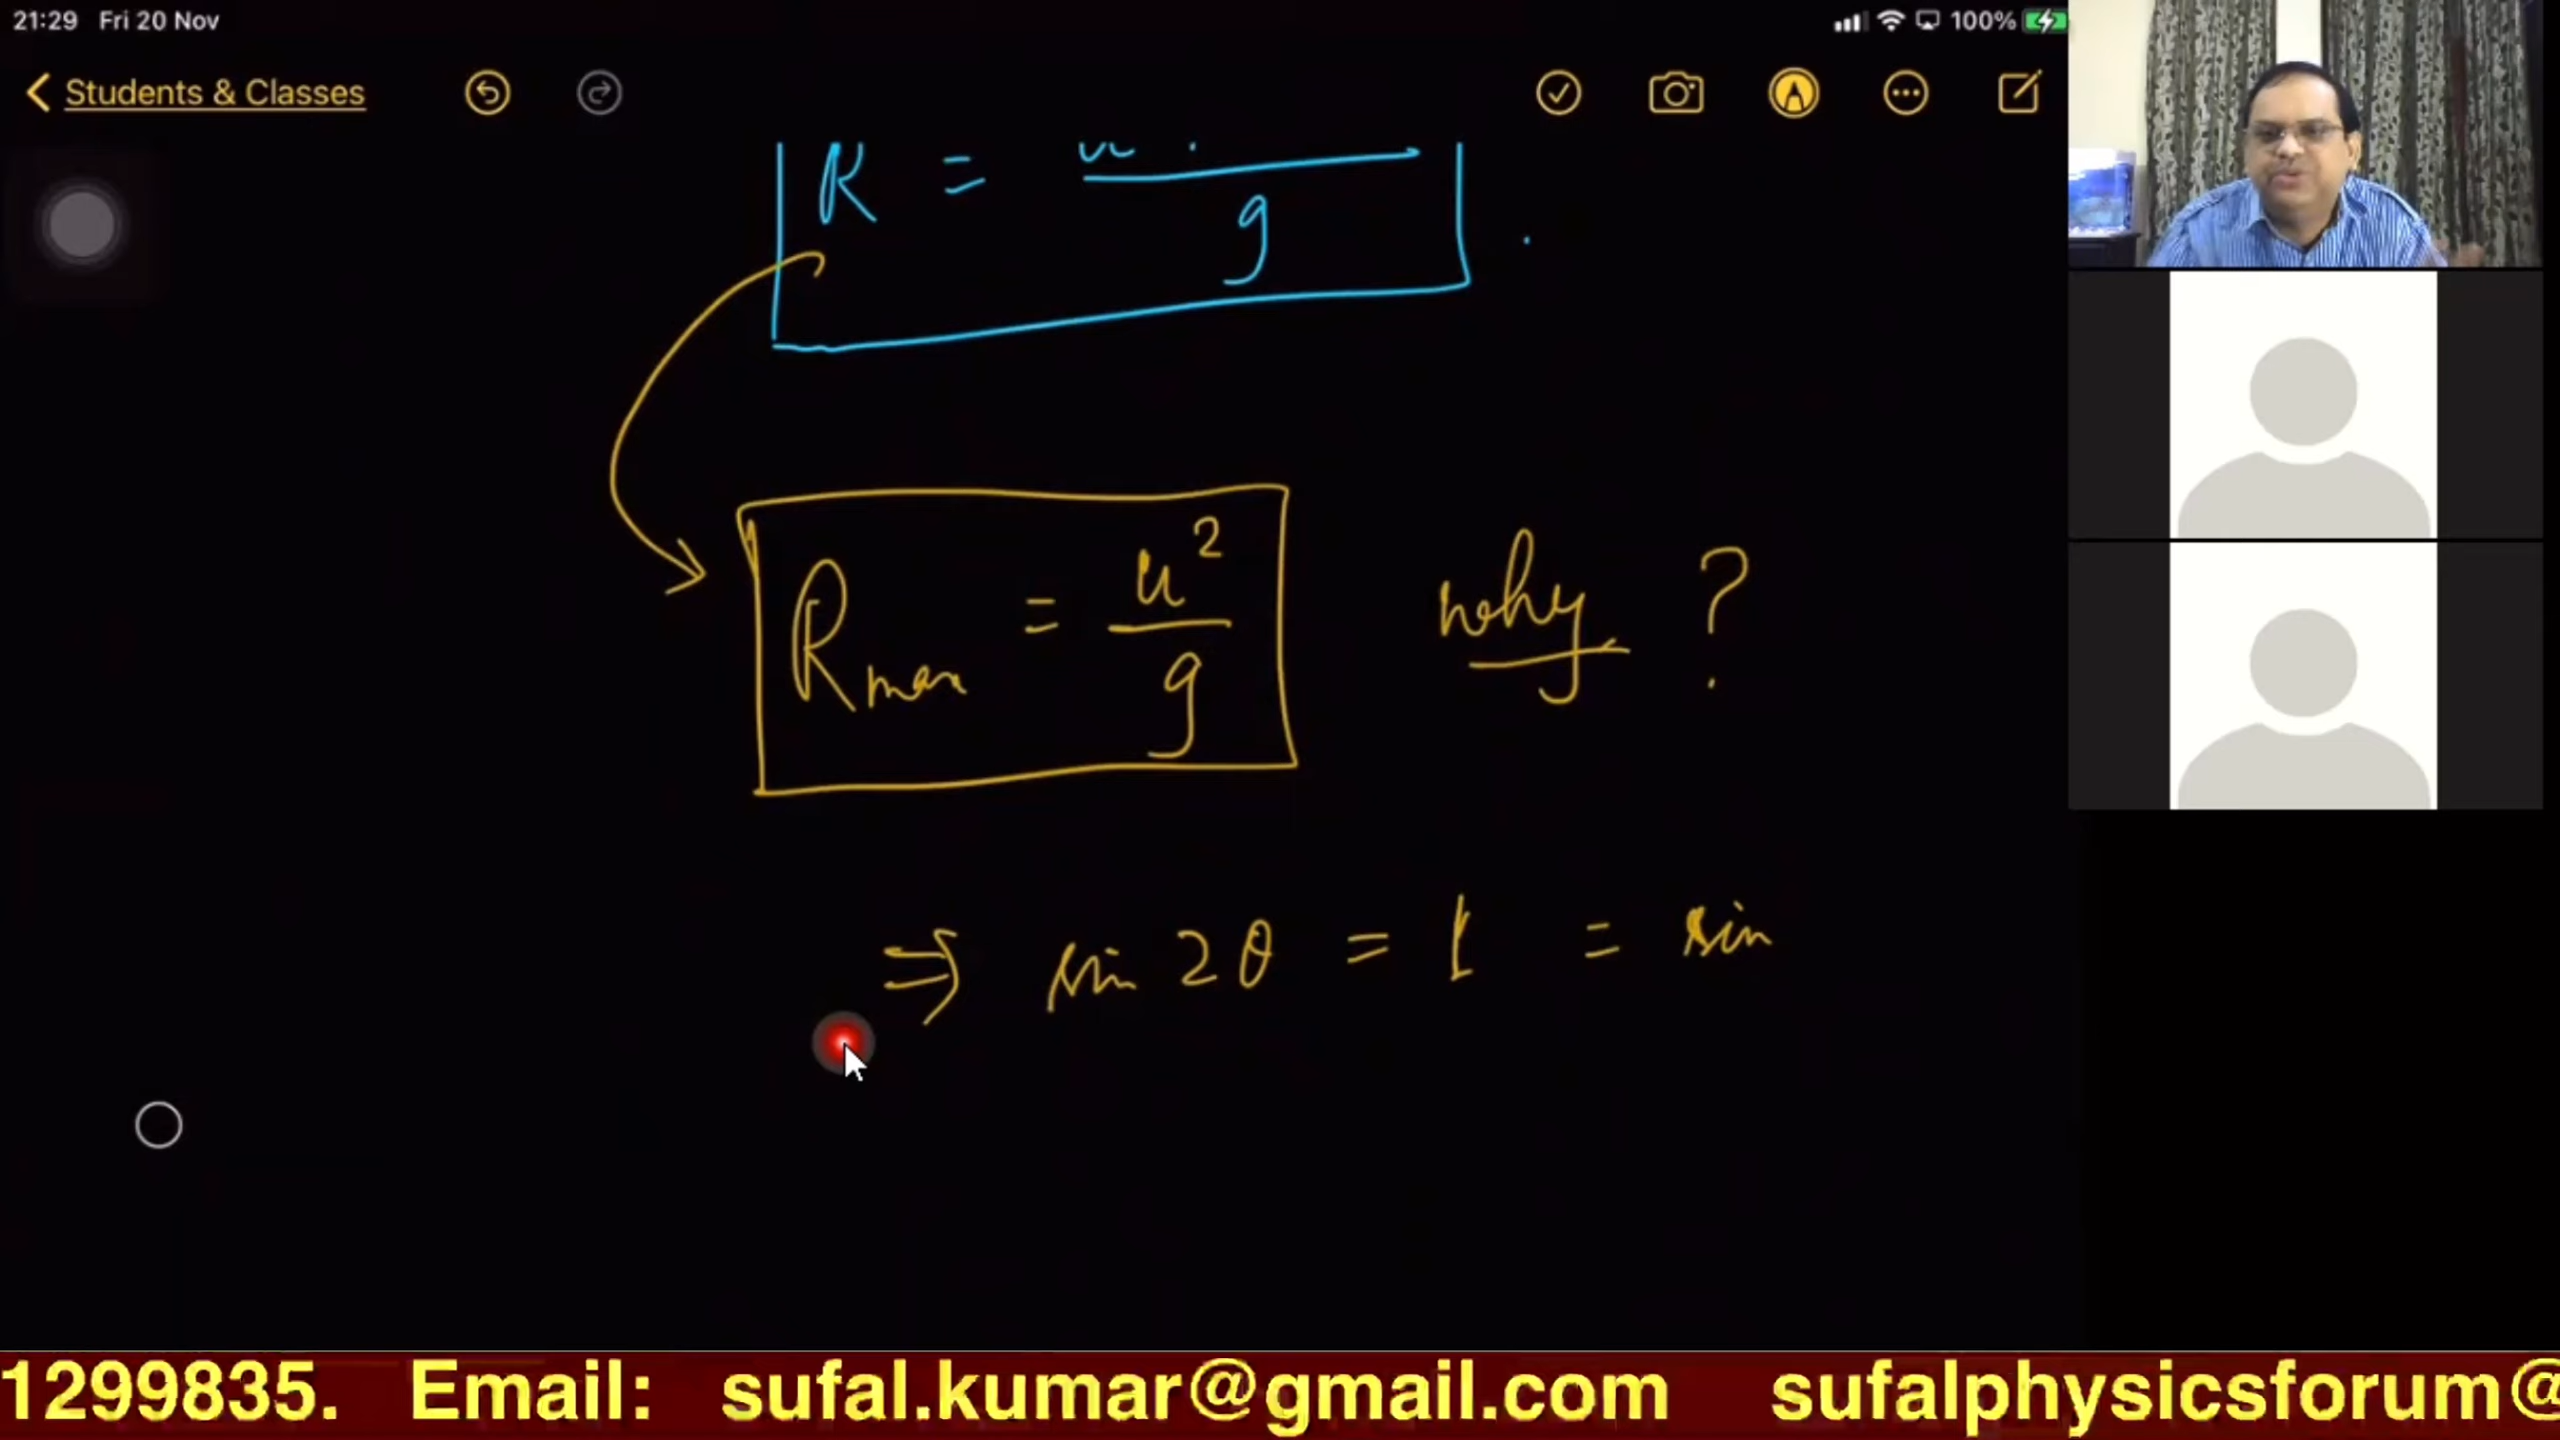 21:29 Fri 20 Nov
100%
Students & Classes
R = g
Rmax = u²/g why ?
⇒ sin 2θ = 1 = sin
1299835. Email: sufal.kumar@gmail.com sufalphysicsforum@